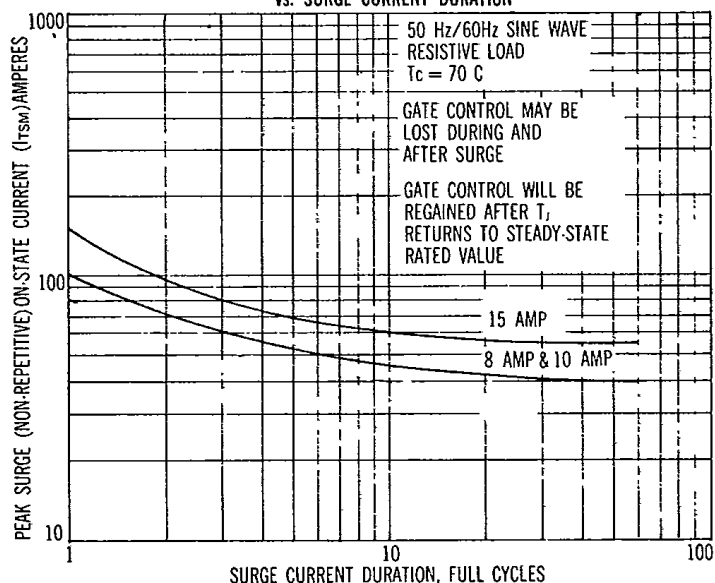 vs. SURGE CURRENT DURATION
PEAK SURGE (NON-REPETITIVE) ON-STATE CURRENT (ITSM) AMPERES
1000
100
10
50 Hz/60Hz SINE WAVE
RESISTIVE LOAD
Tc = 70 C
GATE CONTROL MAY BE
LOST DURING AND
AFTER SURGE
GATE CONTROL WILL BE
REGAINED AFTER TJ
RETURNS TO STEADY-STATE
RATED VALUE
15 AMP
8 AMP & 10 AMP
1
10
100
SURGE CURRENT DURATION, FULL CYCLES